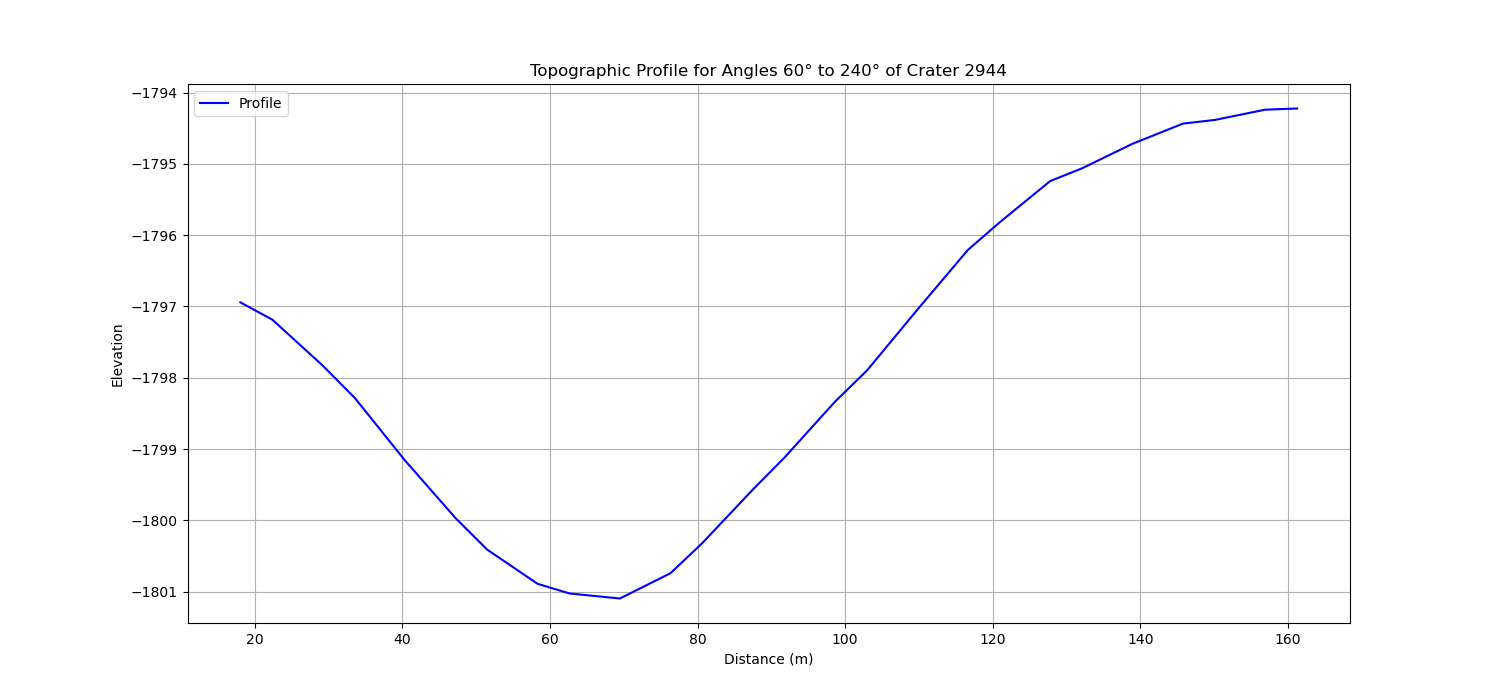 Topographic Profile for Angles 60° to 240° of Crater 2944
Profile
Elevation
−1794
−1795
−1796
−1797
−1798
−1799
−1800
−1801
20 40 60 80 100 120 140 160
Distance (m)